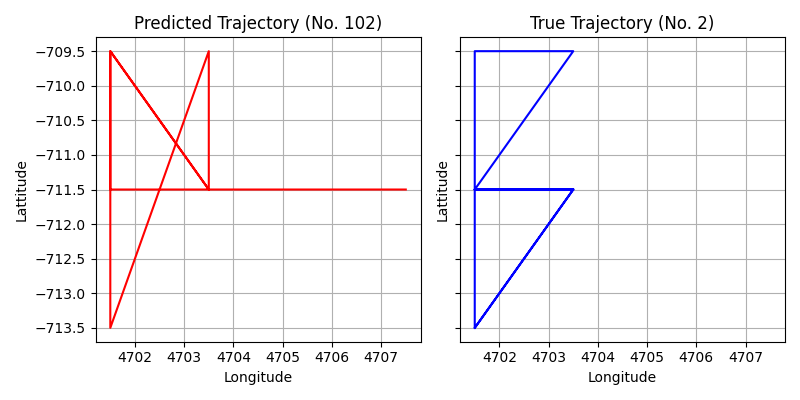 Predicted Trajectory (No. 102)
True Trajectory (No. 2)
Lattitude
−709.5
−710.0
−710.5
−711.0
−711.5
−712.0
−712.5
−713.0
−713.5
4702 4703 4704 4705 4706 4707
Longitude
Lattitude
4702 4703 4704 4705 4706 4707
Longitude